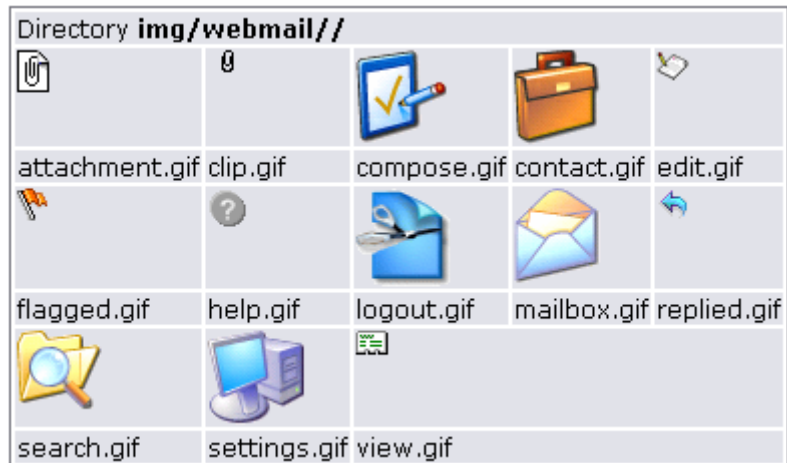 Directory img/webmail//
attachment.gif clip.gif compose.gif contact.gif edit.gif
flagged.gif help.gif logout.gif mailbox.gif replied.gif
search.gif settings.gif view.gif